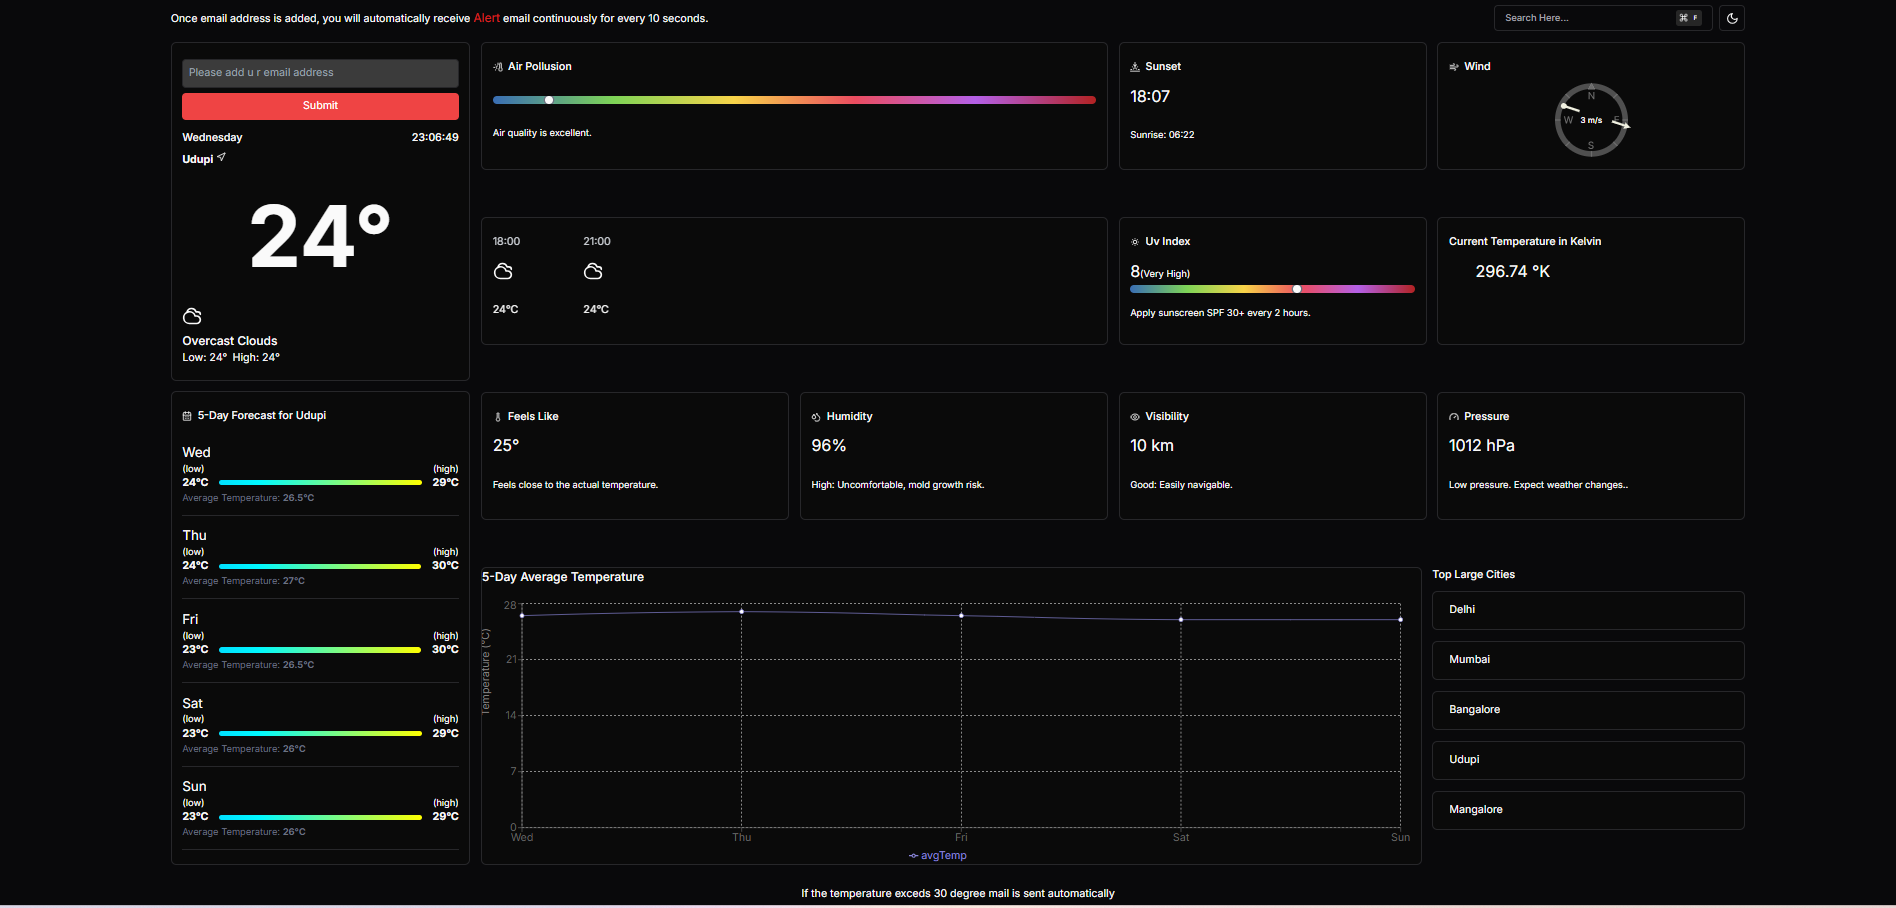 Once email address is added, you will automatically receive Alert email continuously for every 10 seconds.
Search Here...
⌘ F
Please add u r email address
Submit
Wednesday 23:06:49
Udupi
24°
Overcast Clouds
Low: 24° High: 24°
Air Pollusion
Air quality is excellent.
Sunset
18:07
Sunrise: 06:22
Wind
N
W 3 m/s E
S
18:00 21:00
24°C 24°C
Uv Index
8(Very High)
Apply sunscreen SPF 30+ every 2 hours.
Current Temperature in Kelvin
296.74 °K
5-Day Forecast for Udupi
Wed
(low) (high)
24°C 29°C
Average Temperature: 26.5°C
Thu
(low) (high)
24°C 30°C
Average Temperature: 27°C
Fri
(low) (high)
23°C 30°C
Average Temperature: 26.5°C
Sat
(low) (high)
23°C 29°C
Average Temperature: 26°C
Sun
(low) (high)
23°C 29°C
Average Temperature: 26°C
Feels Like
25°
Feels close to the actual temperature.
Humidity
96%
High: Uncomfortable, mold growth risk.
Visibility
10 km
Good: Easily navigable.
Pressure
1012 hPa
Low pressure. Expect weather changes..
5-Day Average Temperature
Temperature (°C)
28
21
14
7
0
Wed Thu Fri Sat Sun
avgTemp
Top Large Cities
Delhi
Mumbai
Bangalore
Udupi
Mangalore
If the temperature exceds 30 degree mail is sent automatically